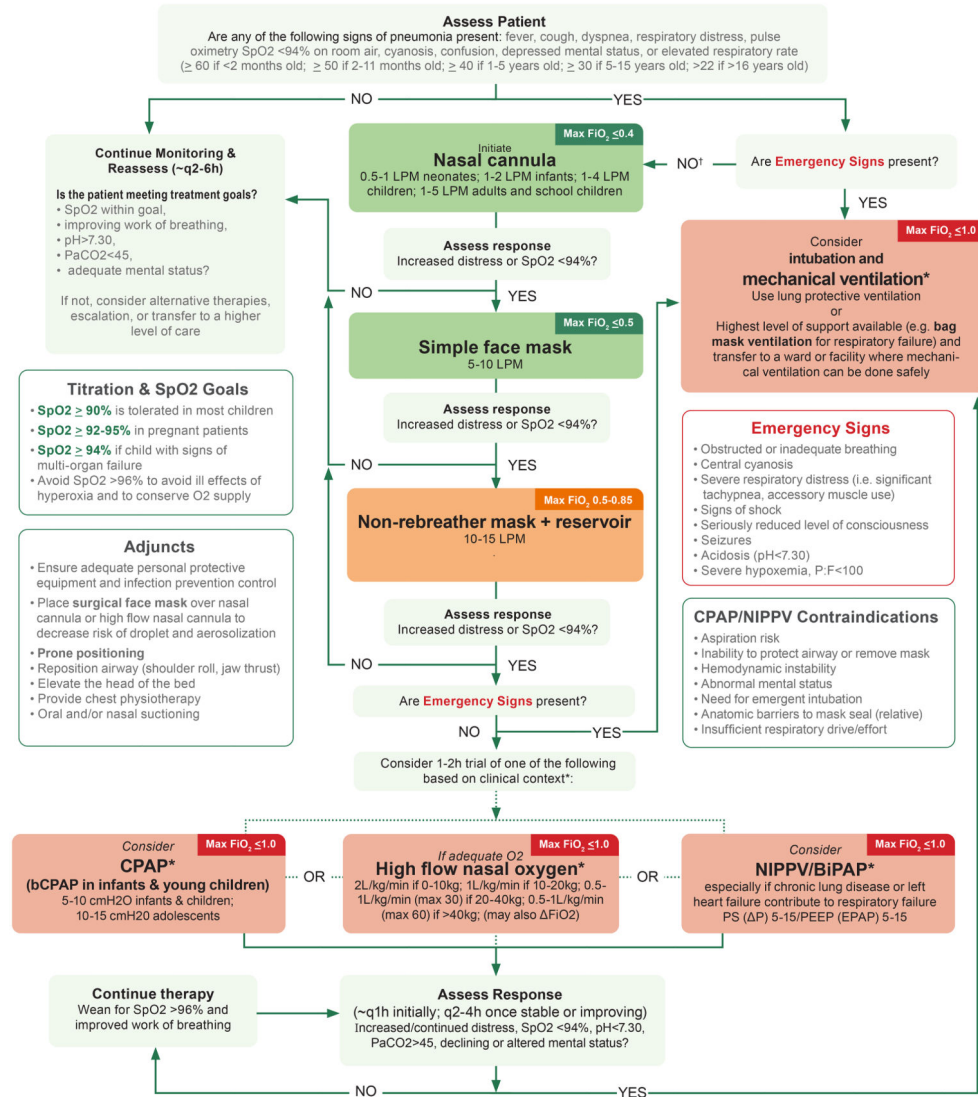 Assess Patient
Are any of the following signs of pneumonia present: fever, cough, dyspnea, respiratory distress, pulse
oximetry SpO2 <94% on room air, cyanosis, confusion, depressed mental status, or elevated respiratory rate
(≥ 60 if <2 months old; ≥ 50 if 2-11 months old; ≥ 40 if 1-5 years old; ≥ 30 if 5-15 years old; >22 if >16 years old)
NO
YES
Continue Monitoring &
Reassess (~q2-6h)
Is the patient meeting treatment goals?
• SpO2 within goal,
• improving work of breathing,
• pH>7.30,
• PaCO2<45,
• adequate mental status?
If not, consider alternative therapies,
escalation, or transfer to a higher
level of care
Max FiO2 ≤0.4
Initiate
Nasal cannula
0.5-1 LPM neonates; 1-2 LPM infants; 1-4 LPM
children; 1-5 LPM adults and school children
NO†
Are Emergency Signs present?
YES
Max FiO2 ≤1.0
Consider
intubation and
mechanical ventilation*
Use lung protective ventilation
or
Highest level of support available (e.g. bag
mask ventilation for respiratory failure) and
transfer to a ward or facility where mechani-
cal ventilation can be done safely
Assess response
Increased distress or SpO2 <94%?
NO
YES
Max FiO2 ≤0.5
Simple face mask
5-10 LPM
Assess response
Increased distress or SpO2 <94%?
NO
YES
Max FiO2 0.5-0.85
Non-rebreather mask + reservoir
10-15 LPM
.
Assess response
Increased distress or SpO2 <94%?
NO
YES
Are Emergency Signs present?
NO
YES
Titration & SpO2 Goals
• SpO2 ≥ 90% is tolerated in most children
• SpO2 ≥ 92-95% in pregnant patients
• SpO2 ≥ 94% if child with signs of
multi-organ failure
• Avoid SpO2 >96% to avoid ill effects of
hyperoxia and to conserve O2 supply
Adjuncts
• Ensure adequate personal protective
equipment and infection prevention control
• Place surgical face mask over nasal
cannula or high flow nasal cannula to
decrease risk of droplet and aerosolization
• Prone positioning
• Reposition airway (shoulder roll, jaw thrust)
• Elevate the head of the bed
• Provide chest physiotherapy
• Oral and/or nasal suctioning
Emergency Signs
• Obstructed or inadequate breathing
• Central cyanosis
• Severe respiratory distress (i.e. significant
tachypnea, accessory muscle use)
• Signs of shock
• Seriously reduced level of consciousness
• Seizures
• Acidosis (pH<7.30)
• Severe hypoxemia, P:F<100
CPAP/NIPPV Contraindications
• Aspiration risk
• Inability to protect airway or remove mask
• Hemodynamic instability
• Abnormal mental status
• Need for emergent intubation
• Anatomic barriers to mask seal (relative)
• Insufficient respiratory drive/effort
Consider 1-2h trial of one of the following
based on clinical context*:
Max FiO2 ≤1.0
Consider
CPAP*
(bCPAP in infants & young children)
5-10 cmH2O infants & children;
10-15 cmH20 adolescents
OR
Max FiO2 ≤1.0
If adequate O2
High flow nasal oxygen*
2L/kg/min if 0-10kg; 1L/kg/min if 10-20kg; 0.5-
1L/kg/min (max 30) if 20-40kg; 0.5-1L/kg/min
(max 60) if >40kg; (may also ΔFiO2)
OR
Max FiO2 ≤1.0
Consider
NIPPV/BiPAP*
especially if chronic lung disease or left
heart failure contribute to respiratory failure
PS (ΔP) 5-15/PEEP (EPAP) 5-15
Continue therapy
Wean for SpO2 >96% and
improved work of breathing
Assess Response
(~q1h initially; q2-4h once stable or improving)
Increased/continued distress, SpO2 <94%, pH<7.30,
PaCO2>45, declining or altered mental status?
NO
YES